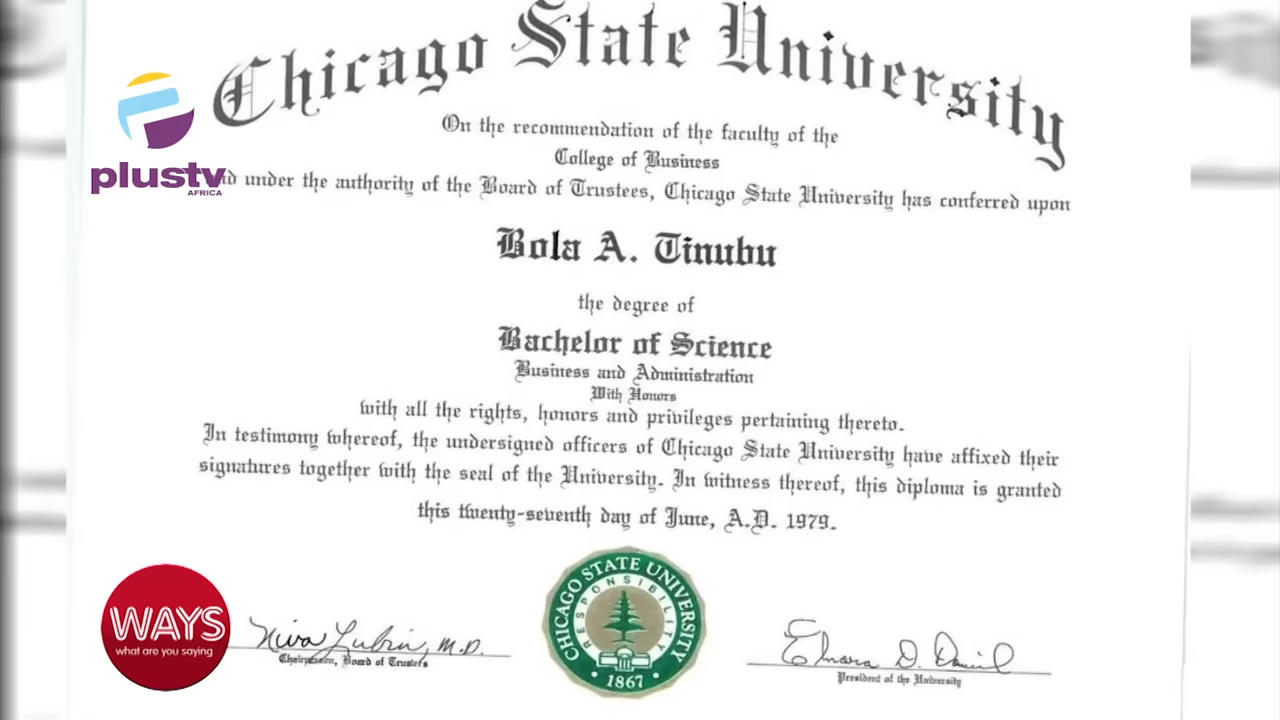 Chicago State University
On the recommendation of the faculty of the
College of Business
plustv
AFRICA
under the authority of the Board of Trustees, Chicago State University has conferred upon
Bola A. Tinubu
the degree of
Bachelor of Science
Business and Administration
With Honors
with all the rights, honors and privileges pertaining thereto.
In testimony whereof, the undersigned officers of Chicago State University have affixed their
signatures together with the seal of the University. In witness thereof, this diploma is granted
this twenty-seventh day of June, A.D. 1979.
CHICAGO STATE UNIVERSITY
RESPONSIBILITY
1867
WAYS
what are you saying
Niva Lubin, M.D.
Chairperson, Board of Trustees
Elnora D. Daniel
President of the University